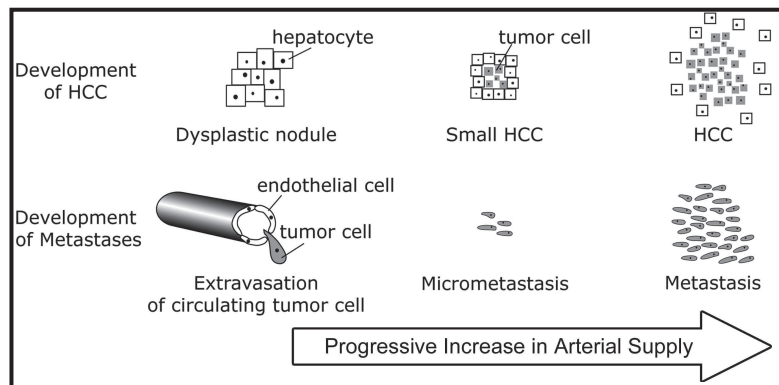 hepatocyte
tumor cell
Development
of HCC
Dysplastic nodule
Small HCC
HCC
endothelial cell
Development
of Metastases
tumor cell
Extravasation
of circulating tumor cell
Micrometastasis
Metastasis
Progressive Increase in Arterial Supply